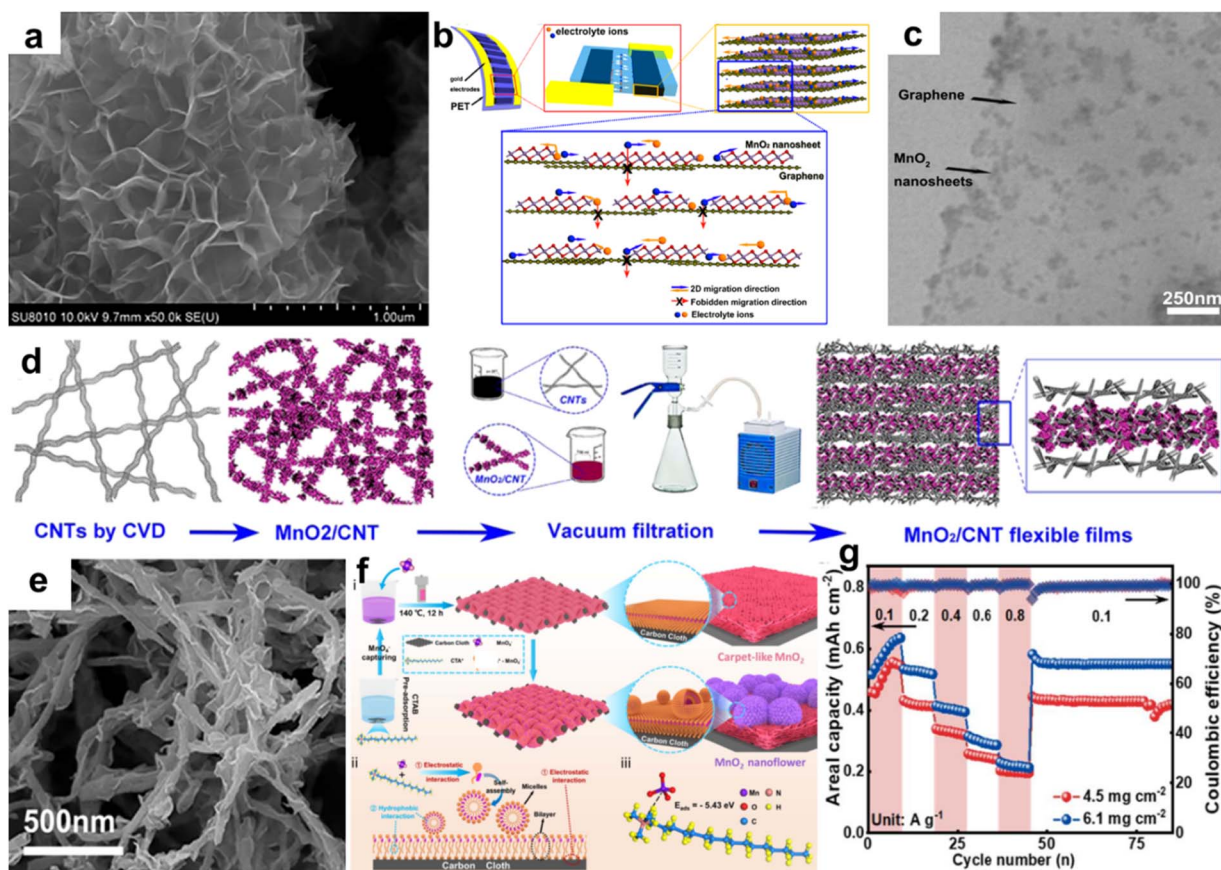 a
SU8010 10.0kV 9.7mm x50.0k SE(U)
1.00um
b
electrolyte ions
gold
electrodes
PET
MnO₂ nanosheet
Graphene
2D migration direction
Fobidden migration direction
Electrolyte ions
c
Graphene
MnO₂
nanosheets
250nm
d
CNTs
MnO₂/CNT
CNTs by CVD
MnO2/CNT
Vacuum filtration
MnO₂/CNT flexible films
e
500nm
f
i
140 ℃, 12 h
MnO₄⁻
capturing
Carbon Cloth
MnO₄⁻
CTA⁺
CTAB
Pre-adsorption
Carbon Cloth
Carpet-like MnO₂
Carbon Cloth
MnO₂ nanoflower
ii
① Electrostatic
interaction
Self-
assembly
Micelles
① Electrostatic
interaction
② Hydrophobic
interaction
Bilayer
Carbon Cloth
iii
Mn
N
O
H
C
E_ads = - 5.43 eV
g
Areal capacity (mAh cm⁻²)
0.8
0.6
0.4
0.2
0.0
0.1
0.2
0.4
0.6
0.8
0.1
4.5 mg cm⁻²
6.1 mg cm⁻²
Unit: A g⁻¹
0
25
50
75
Cycle number (n)
100
80
60
40
20
0
Coulombic efficiency (%)